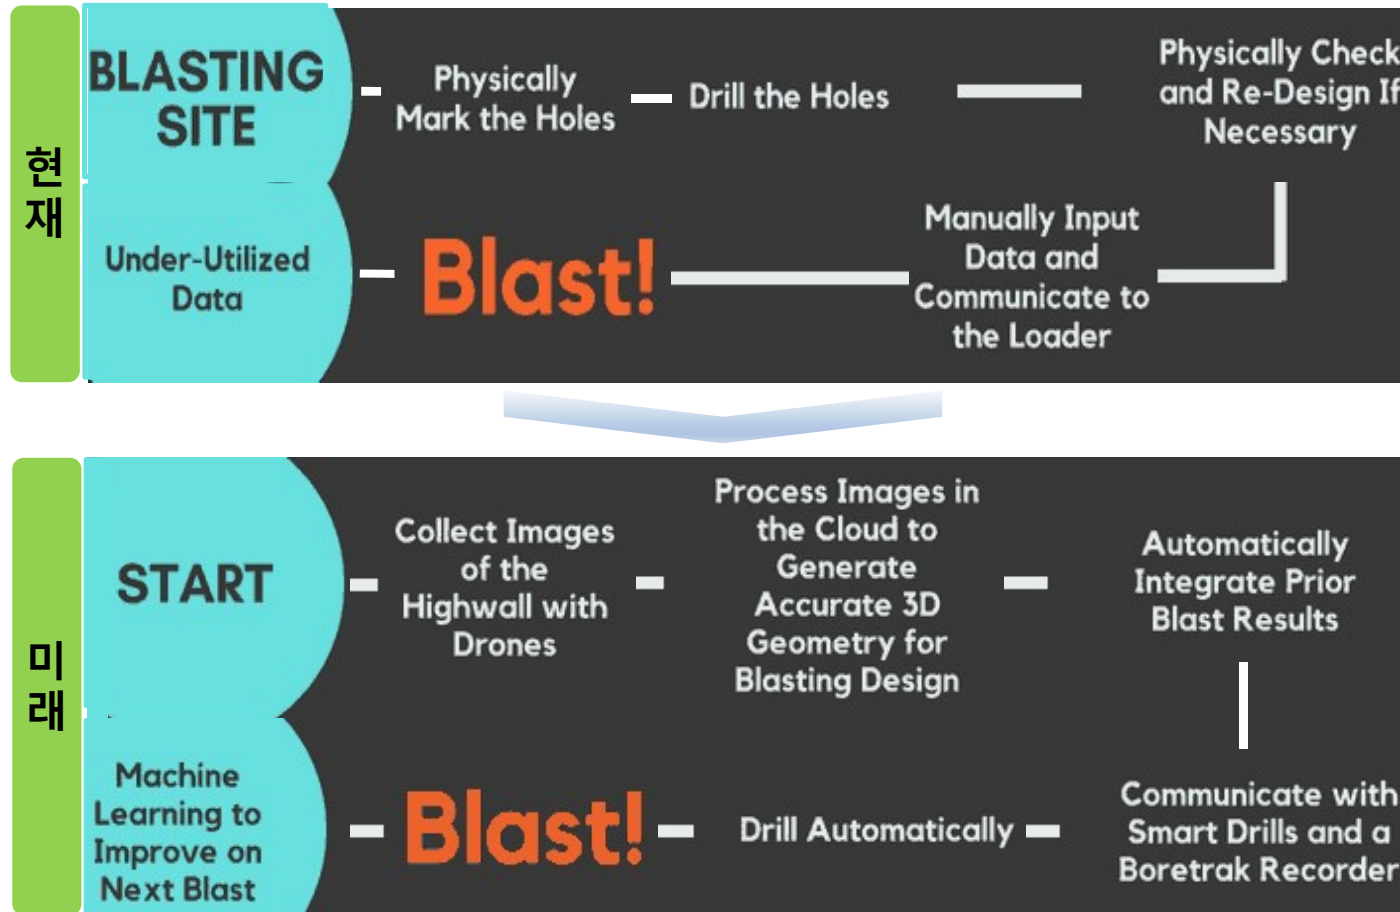 현
재
BLASTING
SITE
Physically
Mark the Holes
Drill the Holes
Physically Check
and Re-Design If
Necessary
Manually Input
Data and
Communicate to
the Loader
Blast!
Under-Utilized
Data
미
래
START
Collect Images
of the
Highwall with
Drones
Process Images in
the Cloud to
Generate
Accurate 3D
Geometry for
Blasting Design
Automatically
Integrate Prior
Blast Results
Communicate with
Smart Drills and a
Boretrak Recorder
Drill Automatically
Blast!
Machine
Learning to
Improve on
Next Blast